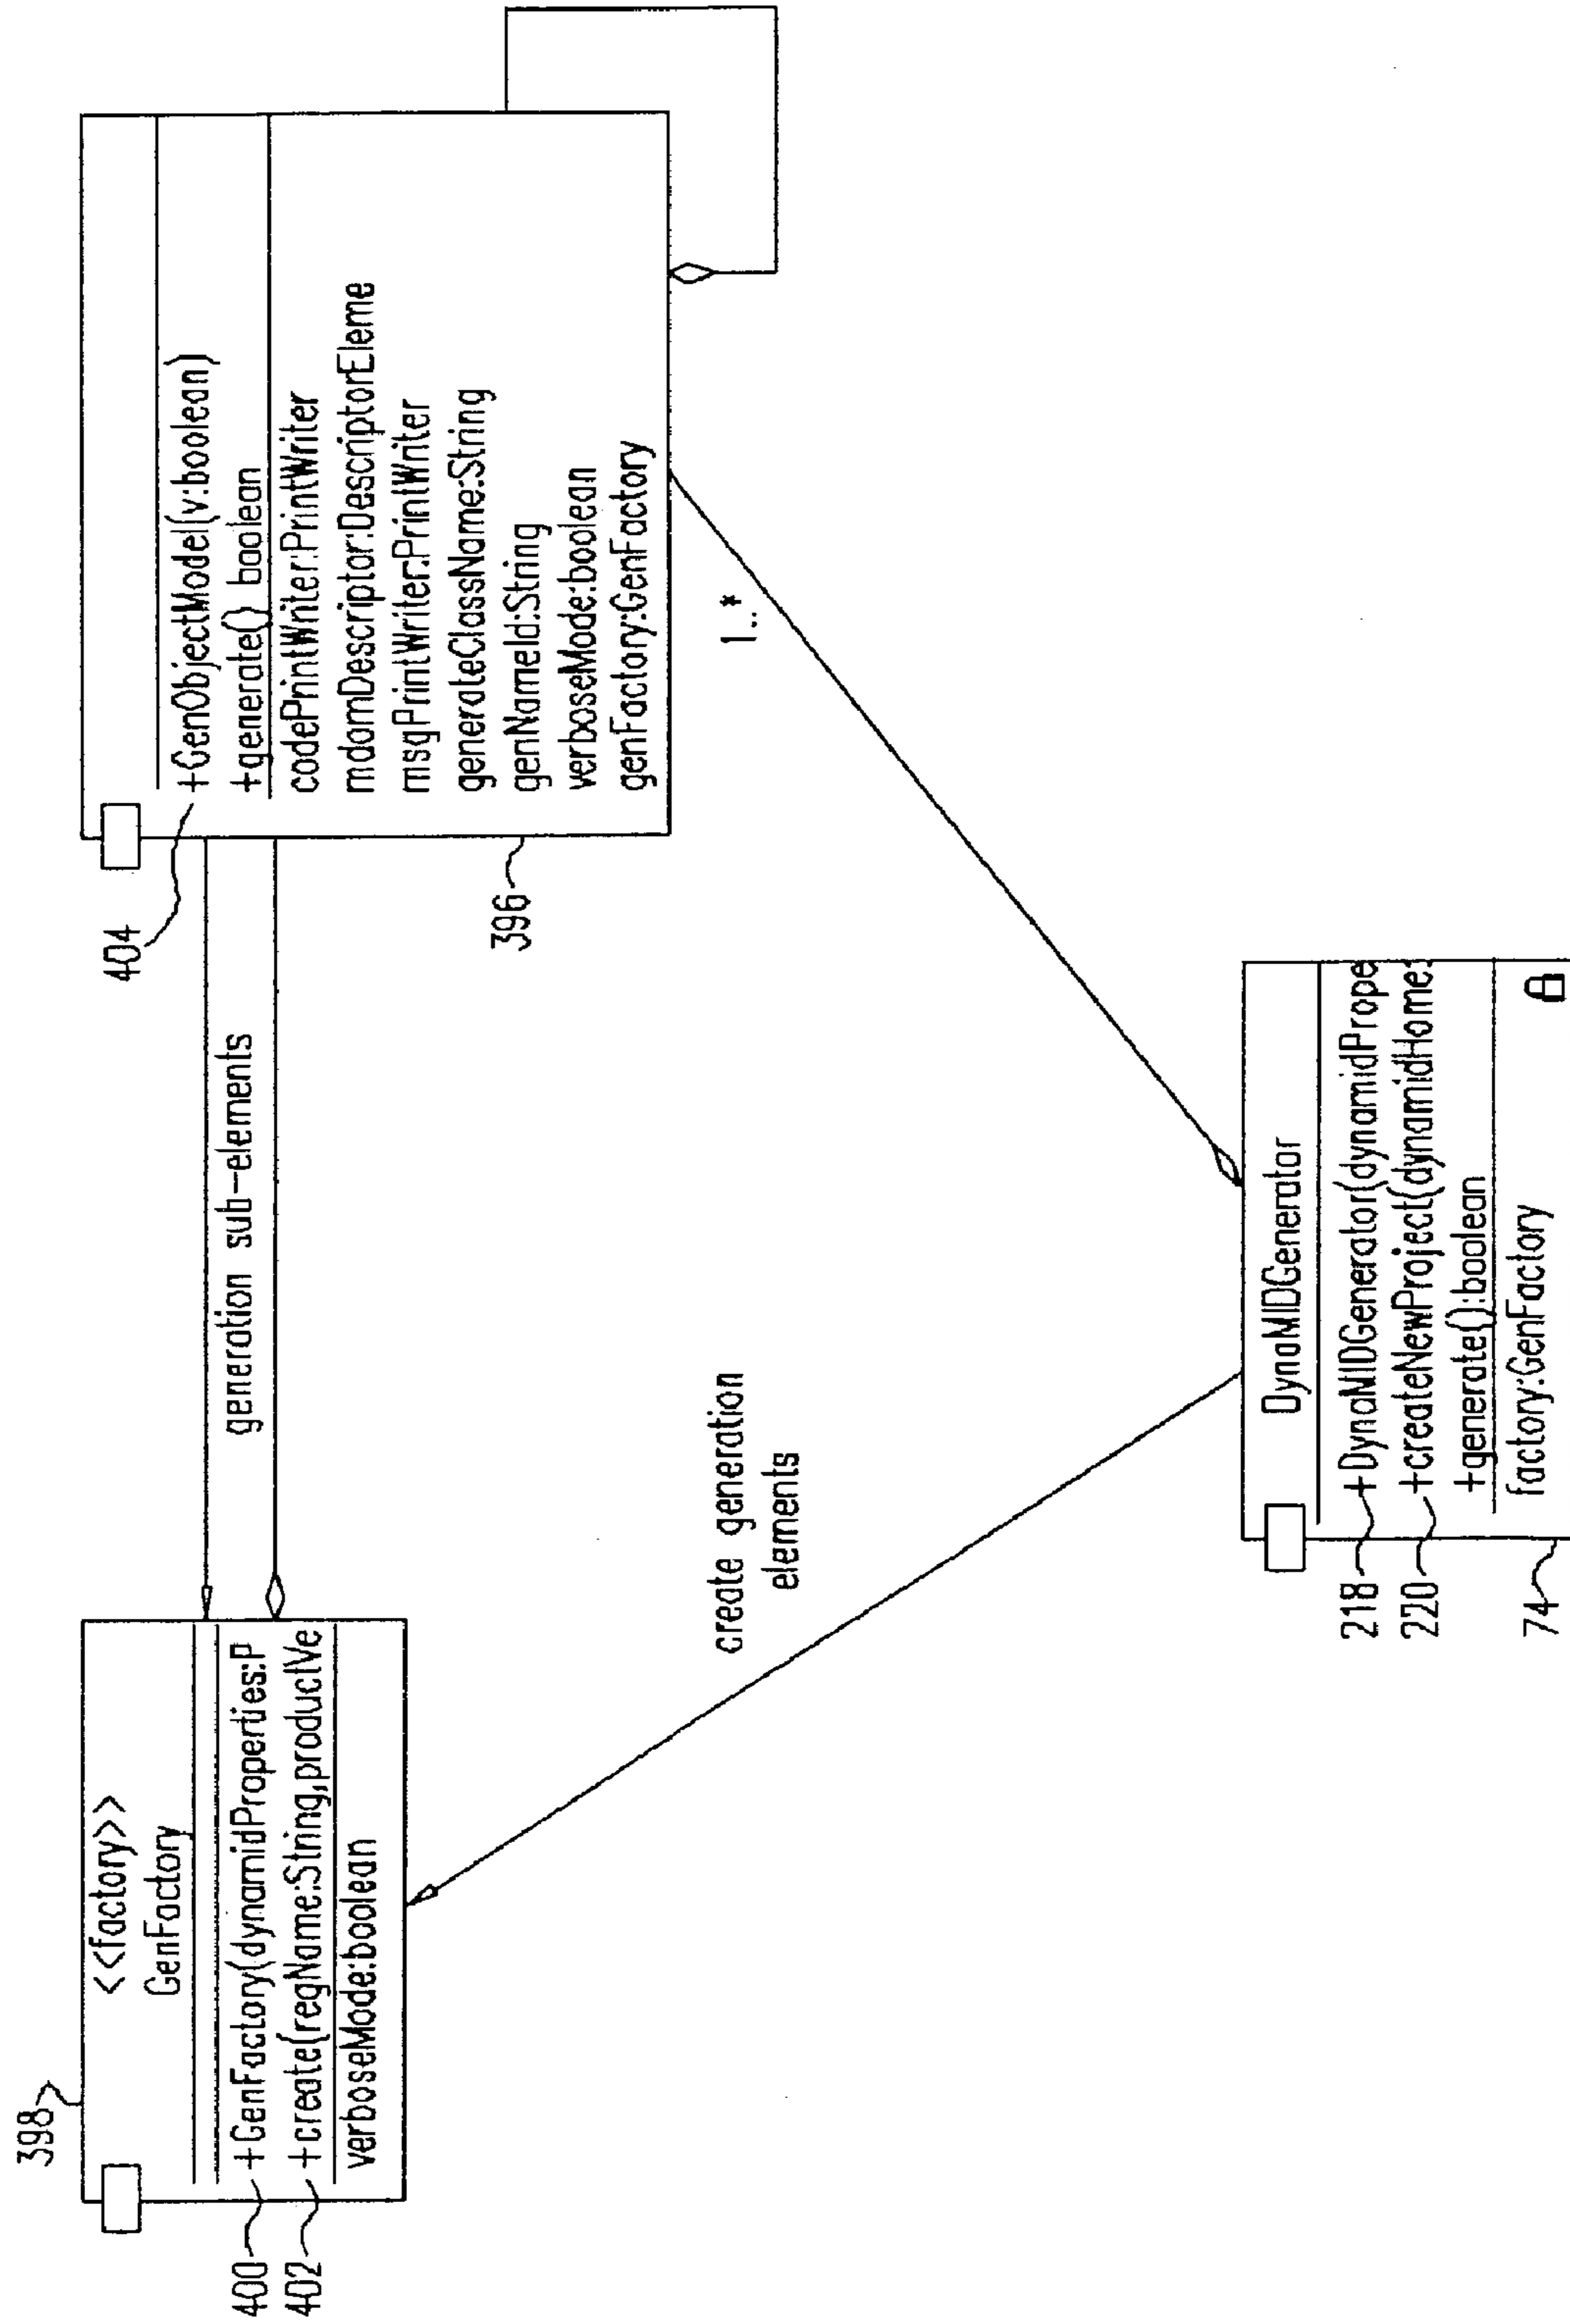 398
<<factory>>
GenFactory
400
+GenFactory(dynamidProperties:P
402
+create(regName:String,productVe
verboseMode:boolean
generation sub-elements
404
+GenObjectModel(v:boolean)
+generate() boolean
codePrintWriter:PrintWriter
mdomDescriptor:DescriptorEleme
msgPrintWriter:PrintWriter
generateClassName:String
genNameId:String
verboseMode:boolean
genFactory:GenFactory
396
1..*
create generation
elements
DynaMIDGenerator
218
+DynaMIDGenerator(dynamidPrope
220
+createNewProject(dynamidHome:
+generate():boolean
factory:GenFactory
74